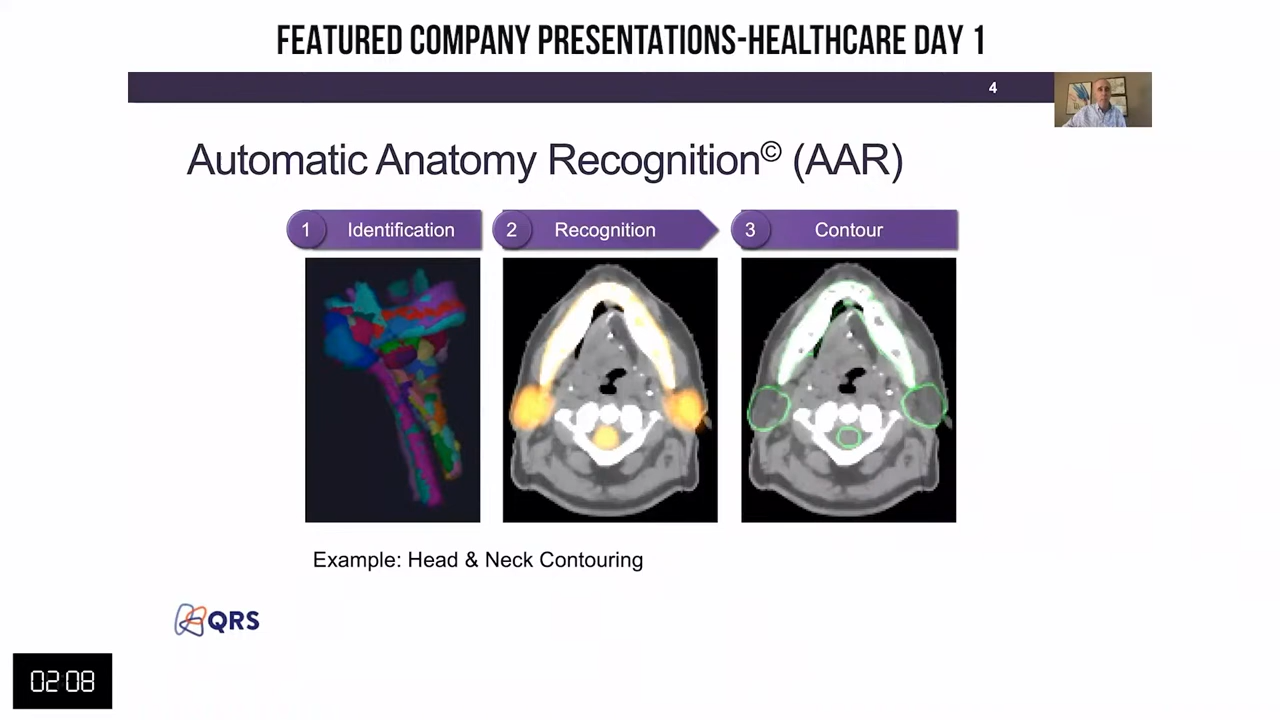 FEATURED COMPANY PRESENTATIONS-HEALTHCARE DAY 1
4
Automatic Anatomy Recognition© (AAR)
1 Identification
2 Recognition
3 Contour
Example: Head & Neck Contouring
QRS
02:08